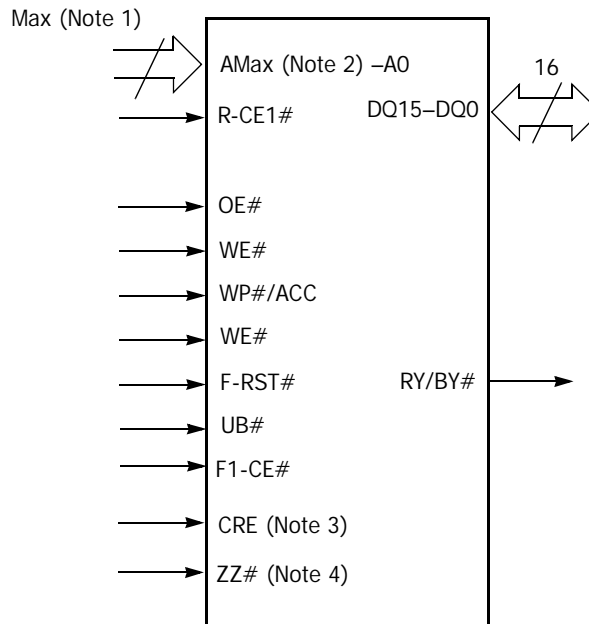 Max (Note 1)
AMax (Note 2) –A0
16
R-CE1#
DQ15–DQ0
OE#
WE#
WP#/ACC
WE#
F-RST#
RY/BY#
UB#
F1-CE#
CRE (Note 3)
ZZ# (Note 4)